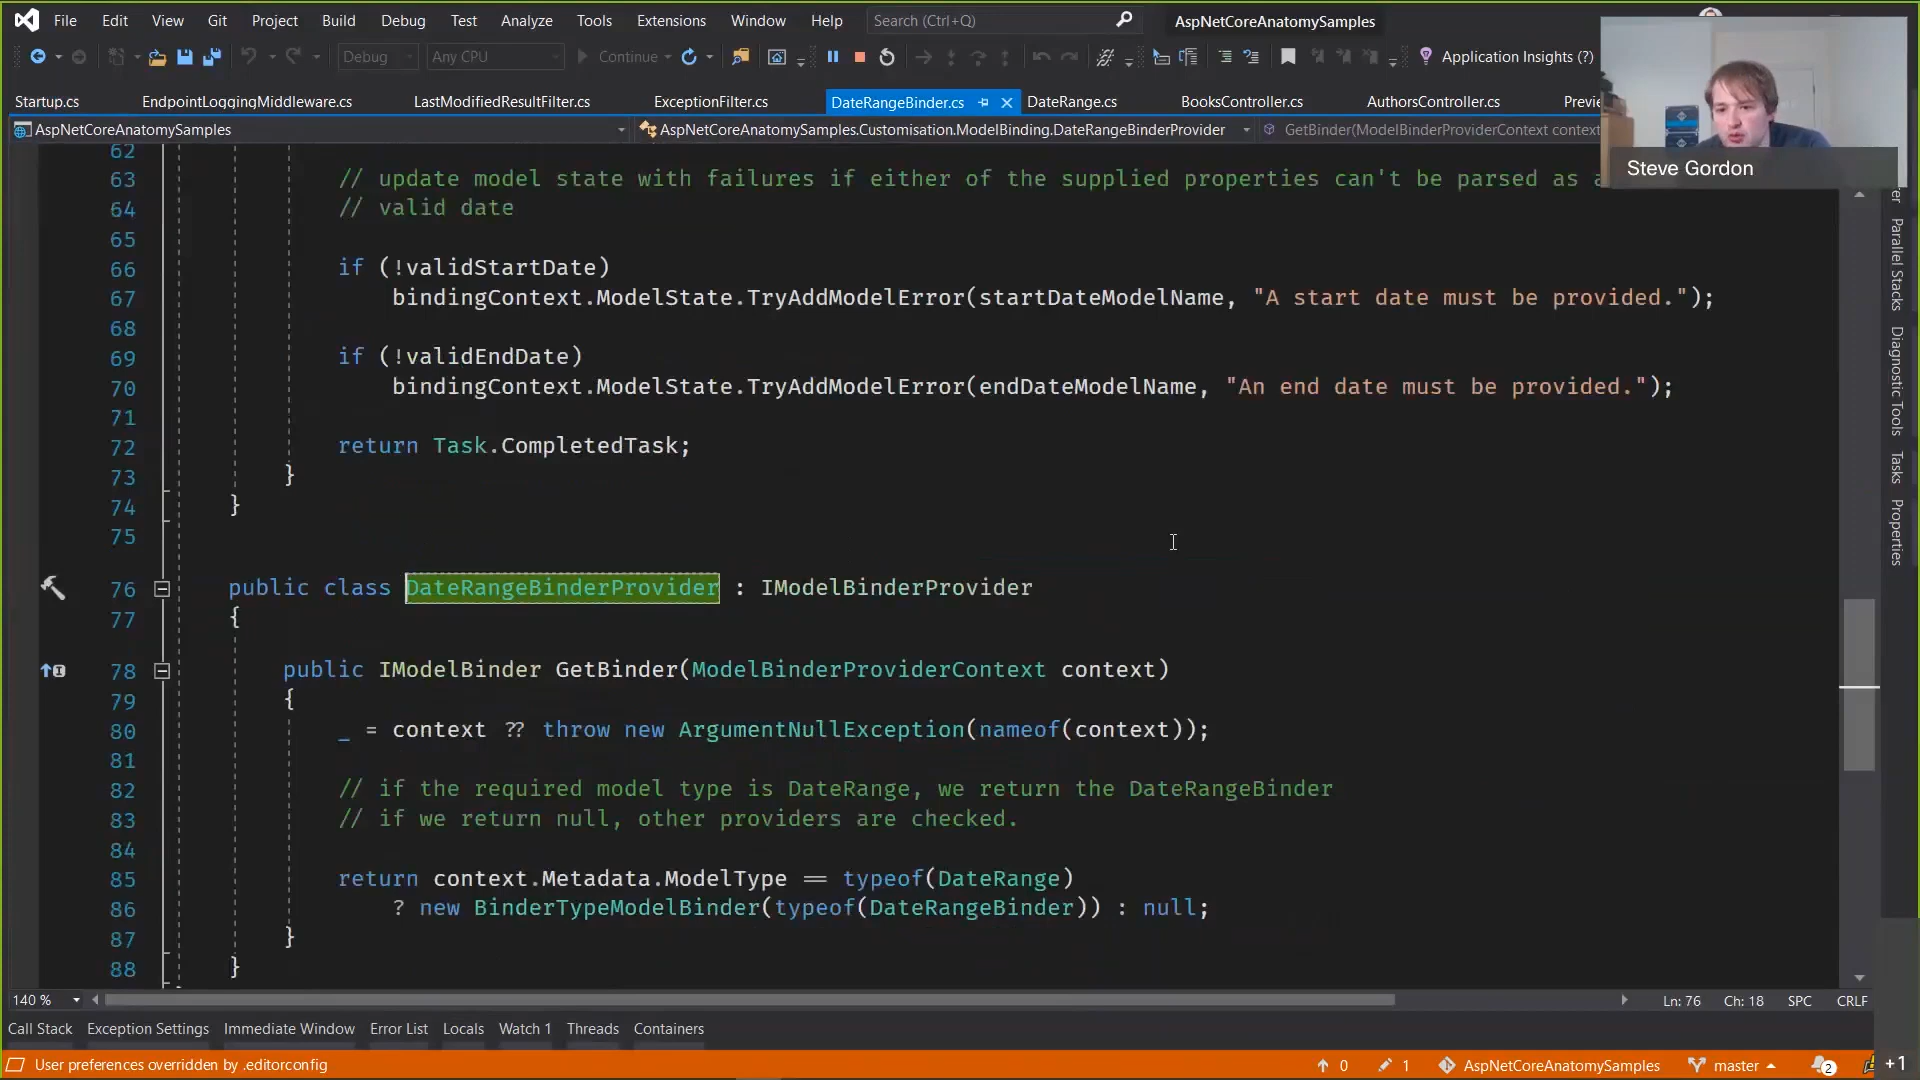 File Edit View Git Project Build Debug Test Analyze Tools Extensions Window Help Search (Ctrl+Q) AspNetCoreAnatomySamples
Debug Any CPU Continue Application Insights (?)
Startup.cs EndpointLoggingMiddleware.cs LastModifiedResultFilter.cs ExceptionFilter.cs DateRangeBinder.cs DateRange.cs BooksController.cs AuthorsController.cs Previe
AspNetCoreAnatomySamples AspNetCoreAnatomySamples.Customisation.ModelBinding.DateRangeBinderProvider GetBinder(ModelBinderProviderContext context
Steve Gordon
62
63 // update model state with failures if either of the supplied properties can't be parsed as a
64 // valid date
65
66 if (!validStartDate)
67 bindingContext.ModelState.TryAddModelError(startDateModelName, "A start date must be provided.");
68
69 if (!validEndDate)
70 bindingContext.ModelState.TryAddModelError(endDateModelName, "An end date must be provided.");
71
72 return Task.CompletedTask;
73 }
74 }
75
76 public class DateRangeBinderProvider : IModelBinderProvider
77 {
78 public IModelBinder GetBinder(ModelBinderProviderContext context)
79 {
80 _ = context ?? throw new ArgumentNullException(nameof(context));
81
82 // if the required model type is DateRange, we return the DateRangeBinder
83 // if we return null, other providers are checked.
84
85 return context.Metadata.ModelType == typeof(DateRange)
86 ? new BinderTypeModelBinder(typeof(DateRangeBinder)) : null;
87 }
88 }
Parallel Stacks
Diagnostic Tools
Tasks
Properties
140 % Ln: 76 Ch: 18 SPC CRLF
Call Stack Exception Settings Immediate Window Error List Locals Watch 1 Threads Containers
User preferences overridden by .editorconfig 0 1 AspNetCoreAnatomySamples master 2 +1